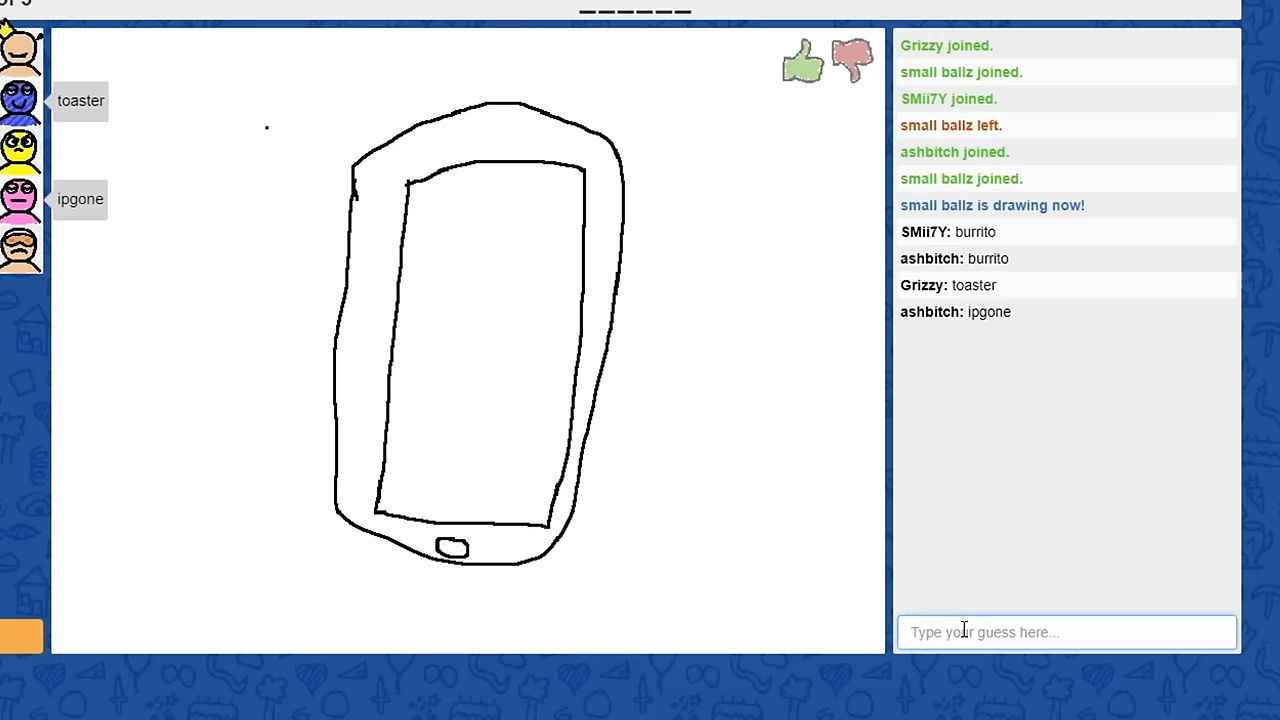 toaster
ipgone
Grizzy joined.
small ballz joined.
SMii7Y joined.
small ballz left.
ashbitch joined.
small ballz joined.
small ballz is drawing now!
SMii7Y: burrito
ashbitch: burrito
Grizzy: toaster
ashbitch: ipgone
Type your guess here...